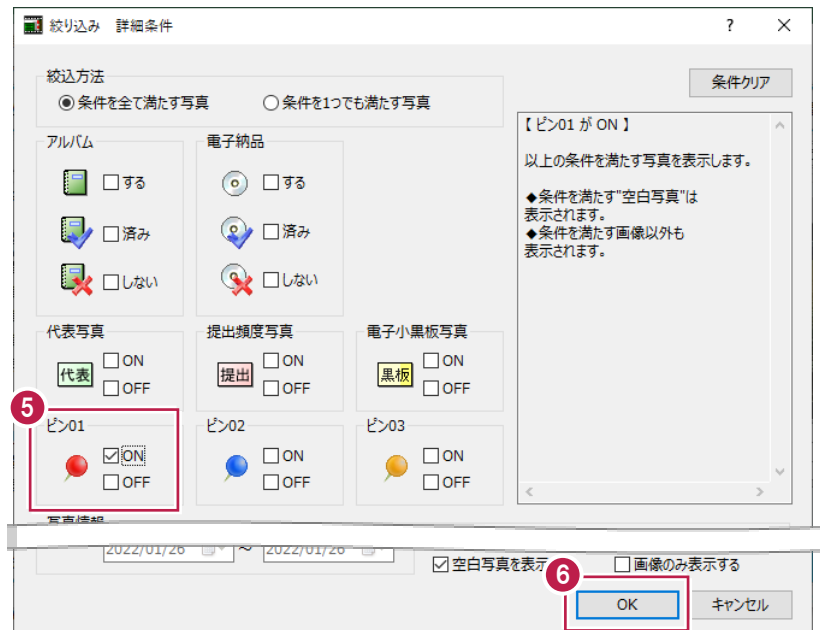 絞り込み　詳細条件
?
絞込方法
条件を全て満たす写真
条件を1つでも満たす写真
条件クリア
アルバム
する
済み
しない
電子納品
する
済み
しない
【 ピン01 が ON 】
以上の条件を満たす写真を表示します。
◆条件を満たす"空白写真"は
表示されます。
◆条件を満たす画像以外も
表示されます。
代表写真
代表
ON
OFF
提出頻度写真
提出
ON
OFF
電子小黒板写真
黒板
ON
OFF
5
ピン01
ON
OFF
ピン02
ON
OFF
ピン03
ON
OFF
写真情報
2022/01/26
～
2022/01/26
空白写真を表示
画像のみ表示する
6
OK
キャンセル